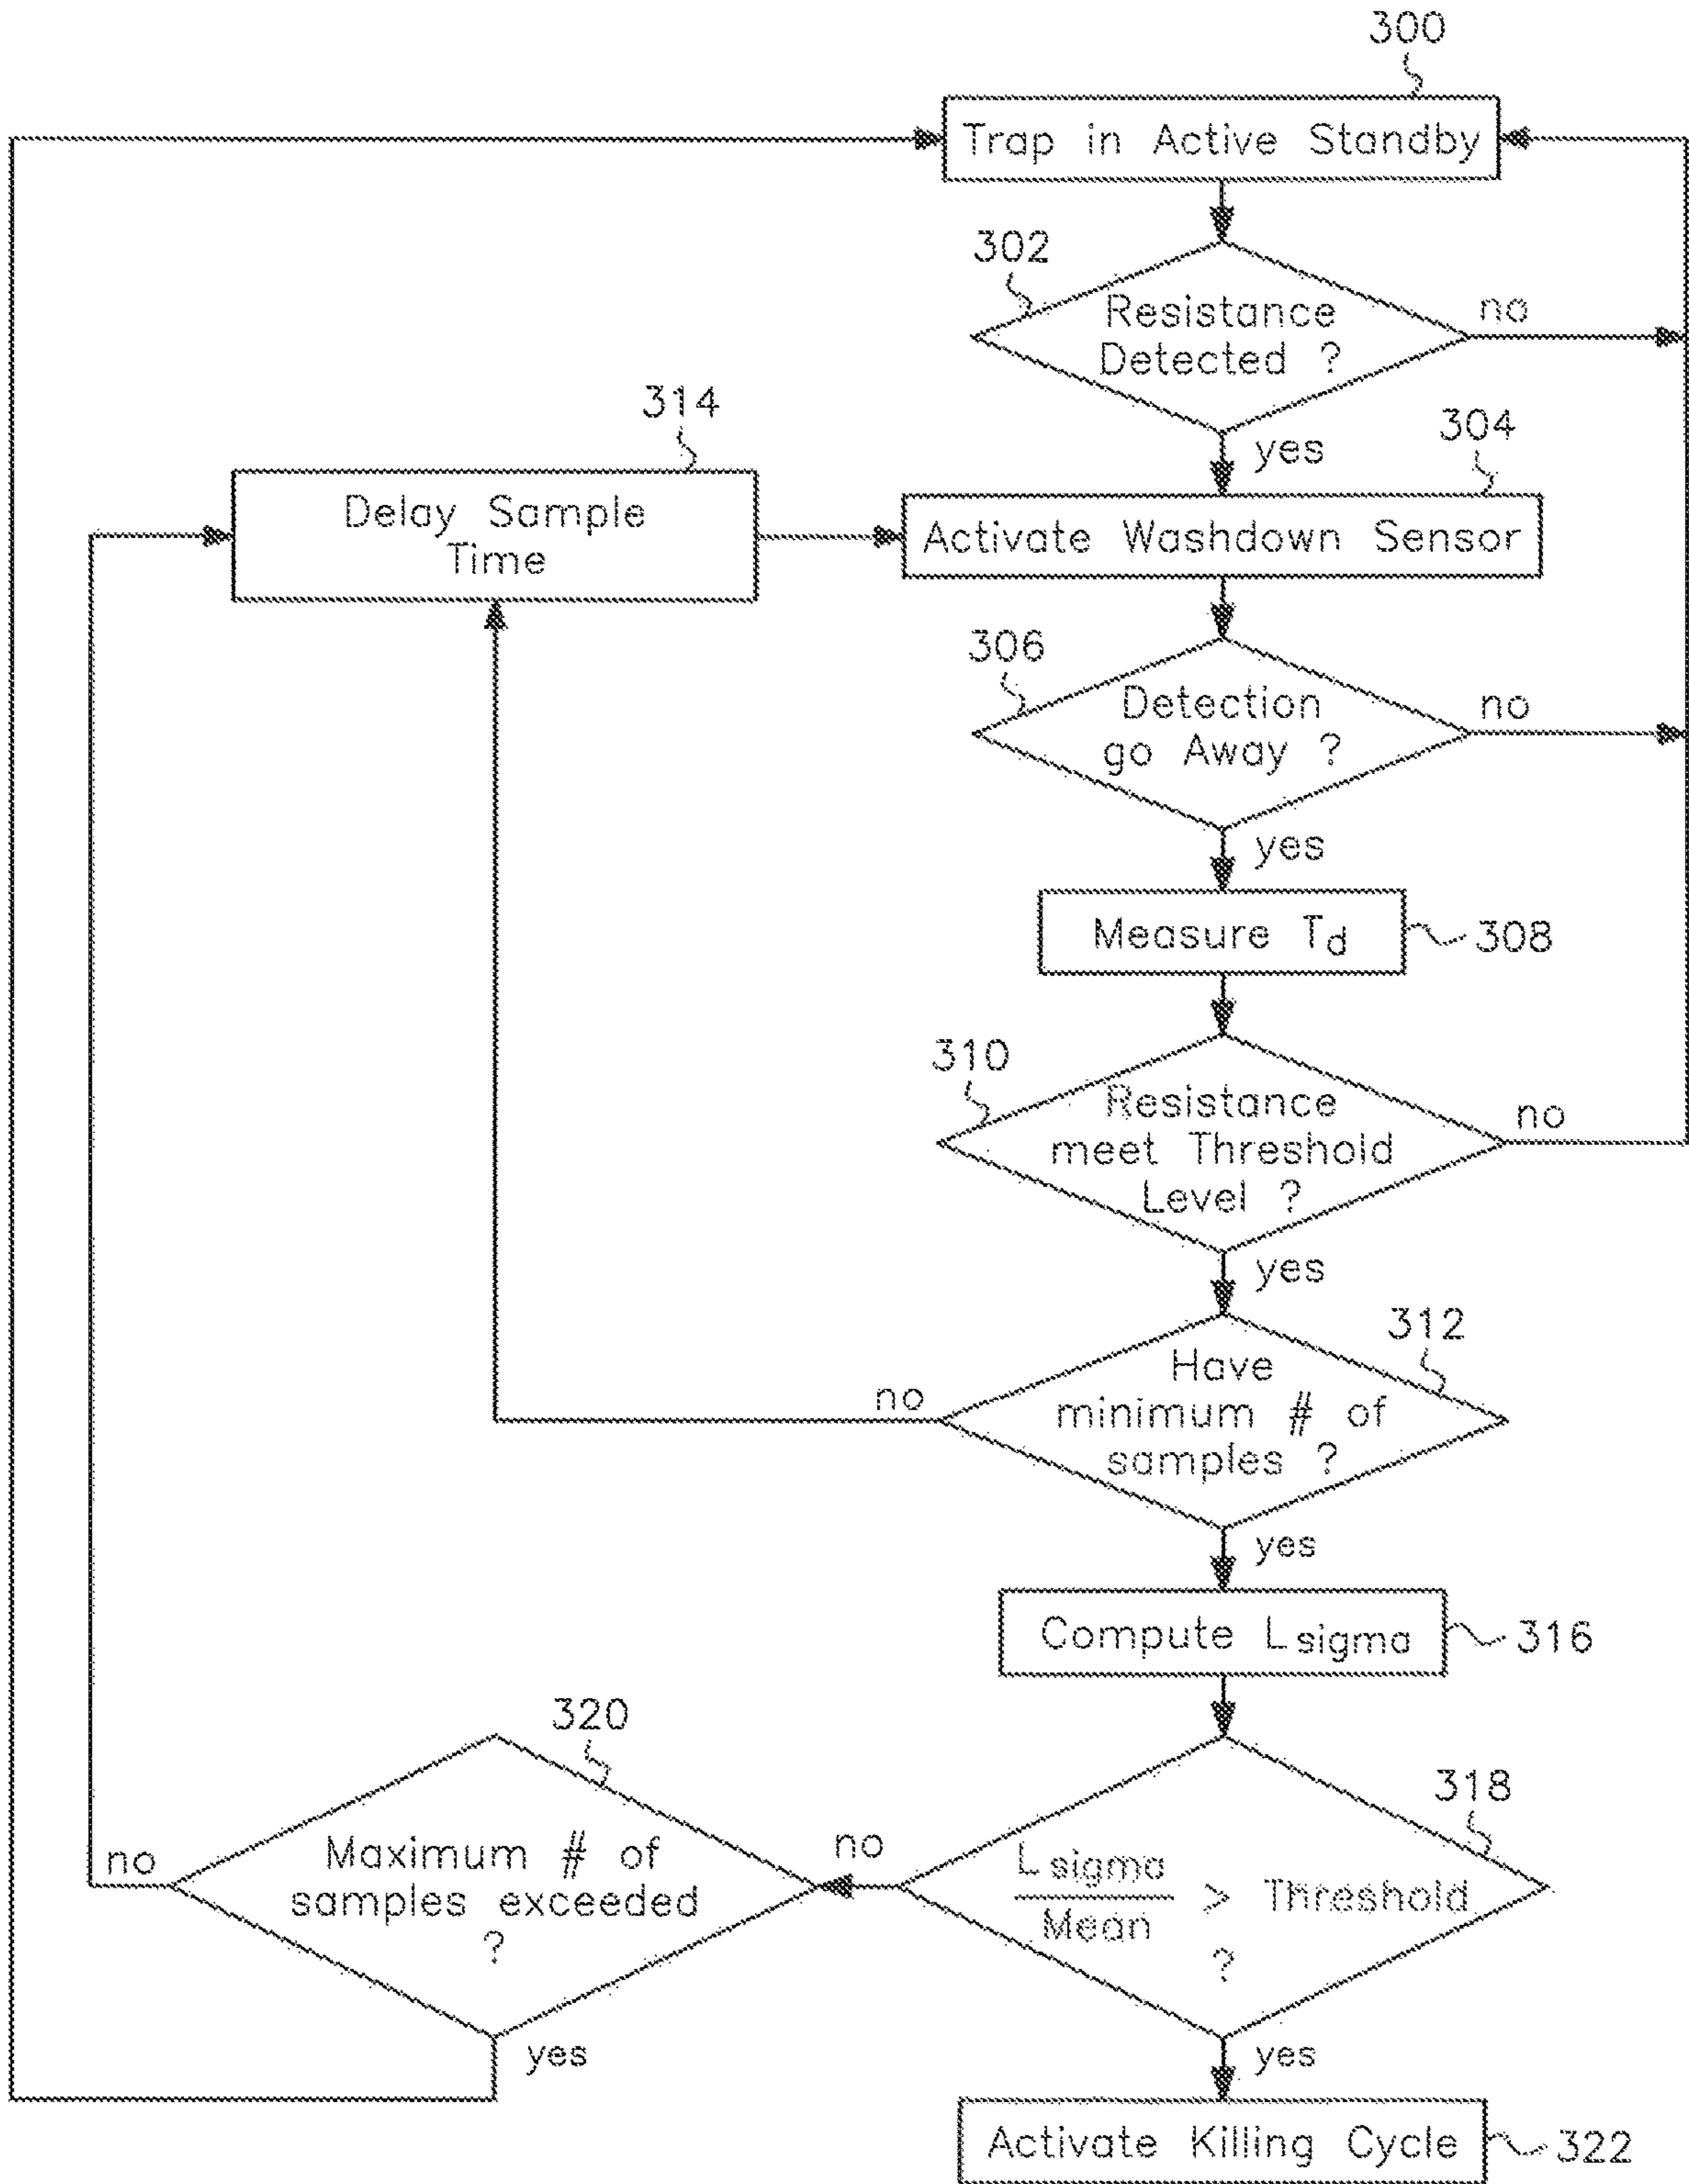 300
Trap in Active Standby
302
Resistance
Detected ?
no
yes
314
Delay Sample
Time
304
Activate Washdown Sensor
306
Detection
go Away ?
no
yes
Measure Td
308
310
Resistance
meet Threshold
Level ?
no
yes
312
Have
minimum # of
samples ?
no
yes
Compute Lsigma
316
320
Maximum # of
samples exceeded
?
no
yes
318
no
Lsigma
Mean
> Threshold
?
yes
Activate Killing Cycle
322